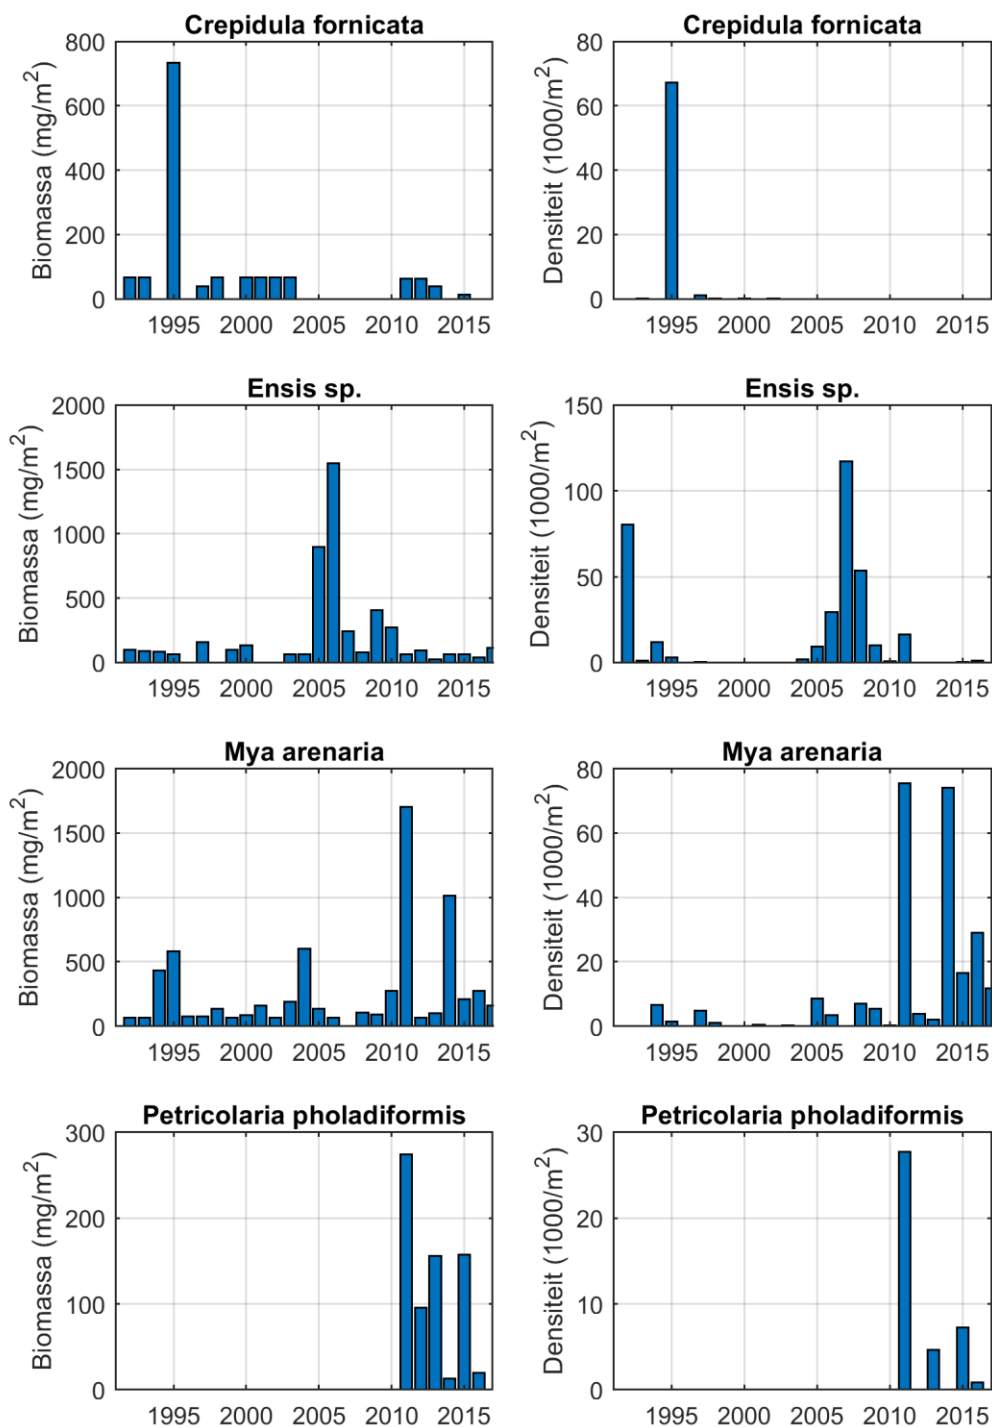 Crepidula fornicata
Biomassa (mg/m²)
800
600
400
200
0
1995 2000 2005 2010 2015
Crepidula fornicata
Densiteit (1000/m²)
80
60
40
20
0
1995 2000 2005 2010 2015
Ensis sp.
Biomassa (mg/m²)
2000
1500
1000
500
0
1995 2000 2005 2010 2015
Ensis sp.
Densiteit (1000/m²)
150
100
50
0
1995 2000 2005 2010 2015
Mya arenaria
Biomassa (mg/m²)
2000
1500
1000
500
0
1995 2000 2005 2010 2015
Mya arenaria
Densiteit (1000/m²)
80
60
40
20
0
1995 2000 2005 2010 2015
Petricolaria pholadiformis
Biomassa (mg/m²)
300
200
100
0
1995 2000 2005 2010 2015
Petricolaria pholadiformis
Densiteit (1000/m²)
30
20
10
0
1995 2000 2005 2010 2015